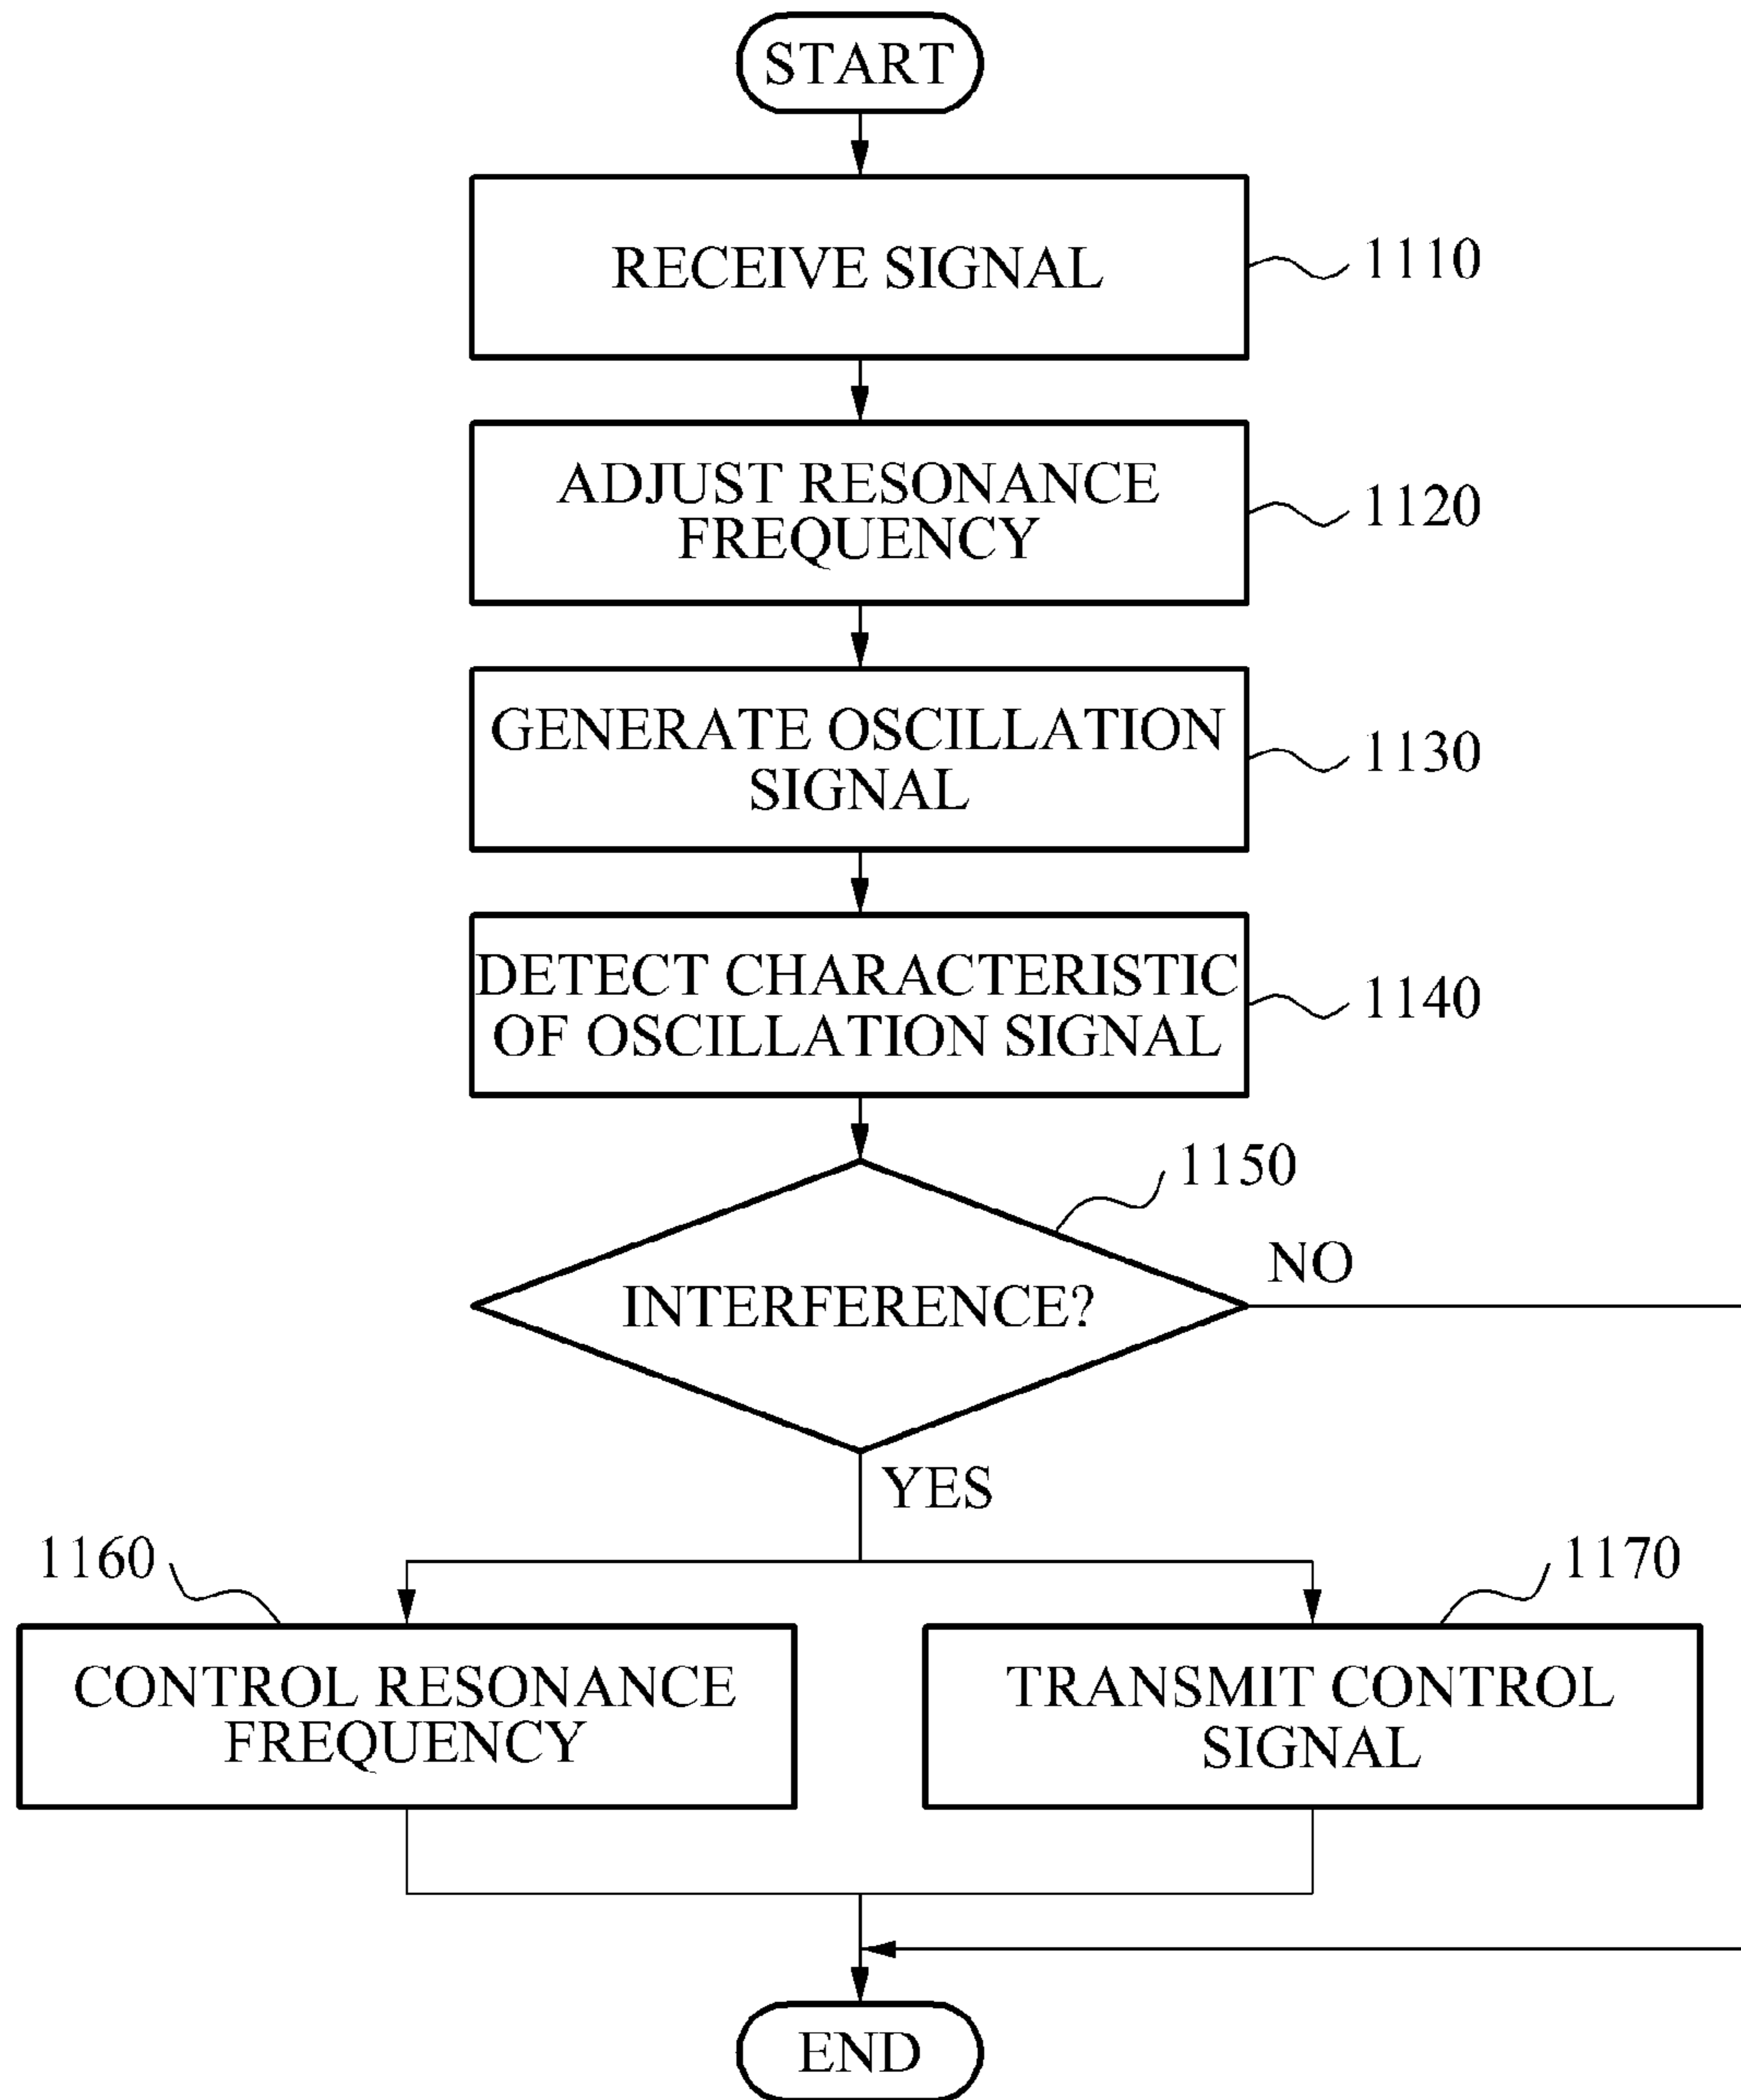 START
RECEIVE SIGNAL
1110
ADJUST RESONANCE
FREQUENCY
1120
GENERATE OSCILLATION
SIGNAL
1130
DETECT CHARACTERISTIC
OF OSCILLATION SIGNAL
1140
1150
INTERFERENCE?
NO
YES
1160
CONTROL RESONANCE
FREQUENCY
1170
TRANSMIT CONTROL
SIGNAL
END